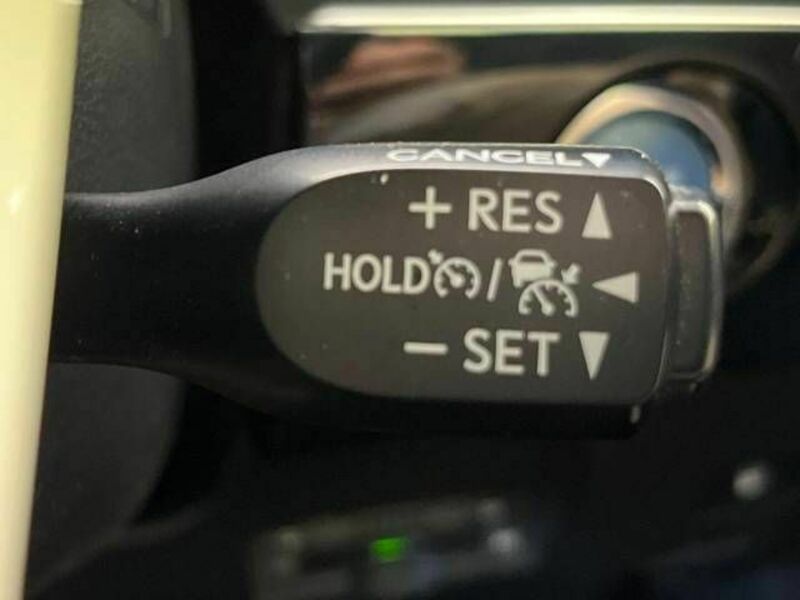 CANCEL
+ RES
HOLD /
− SET